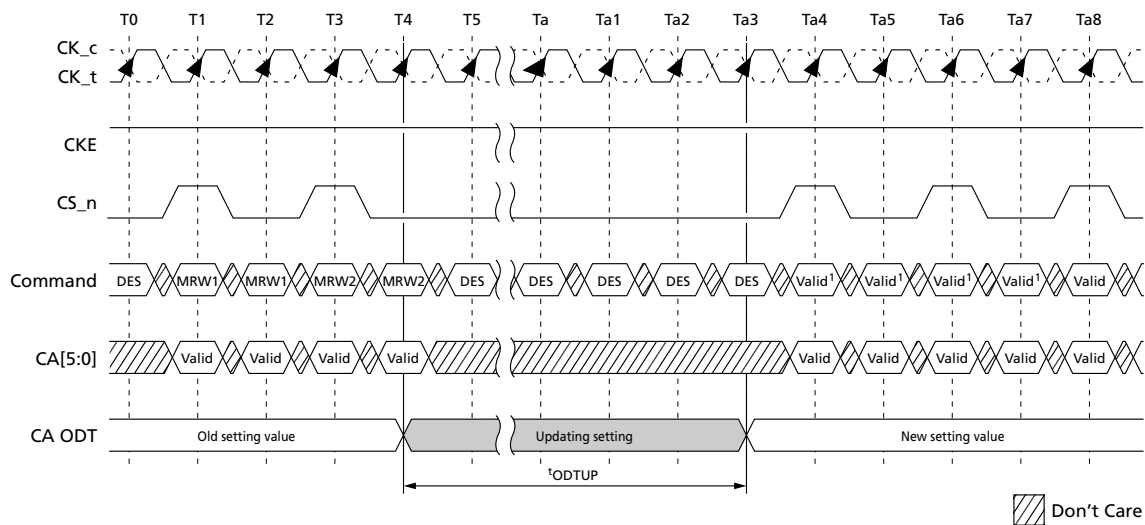 T0 T1 T2 T3 T4 T5 Ta Ta1 Ta2 Ta3 Ta4 Ta5 Ta6 Ta7 Ta8
CK_c
CK_t
CKE
CS_n
Command DES MRW1 MRW1 MRW2 MRW2 DES DES DES DES DES Valid¹ Valid¹ Valid¹ Valid¹ Valid
CA[5:0] Valid Valid Valid Valid Valid Valid Valid Valid Valid
CA ODT Old setting value Updating setting New setting value
ᵗODTUP
Don't Care